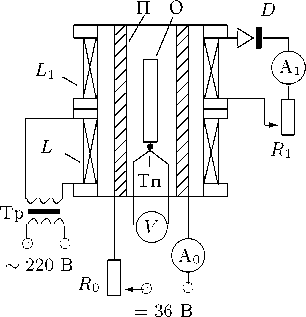 П
О
D
L₁
A₁
R₁
L
Тп
Тр
V
A₀
~ 220 В
R₀
= 36 В